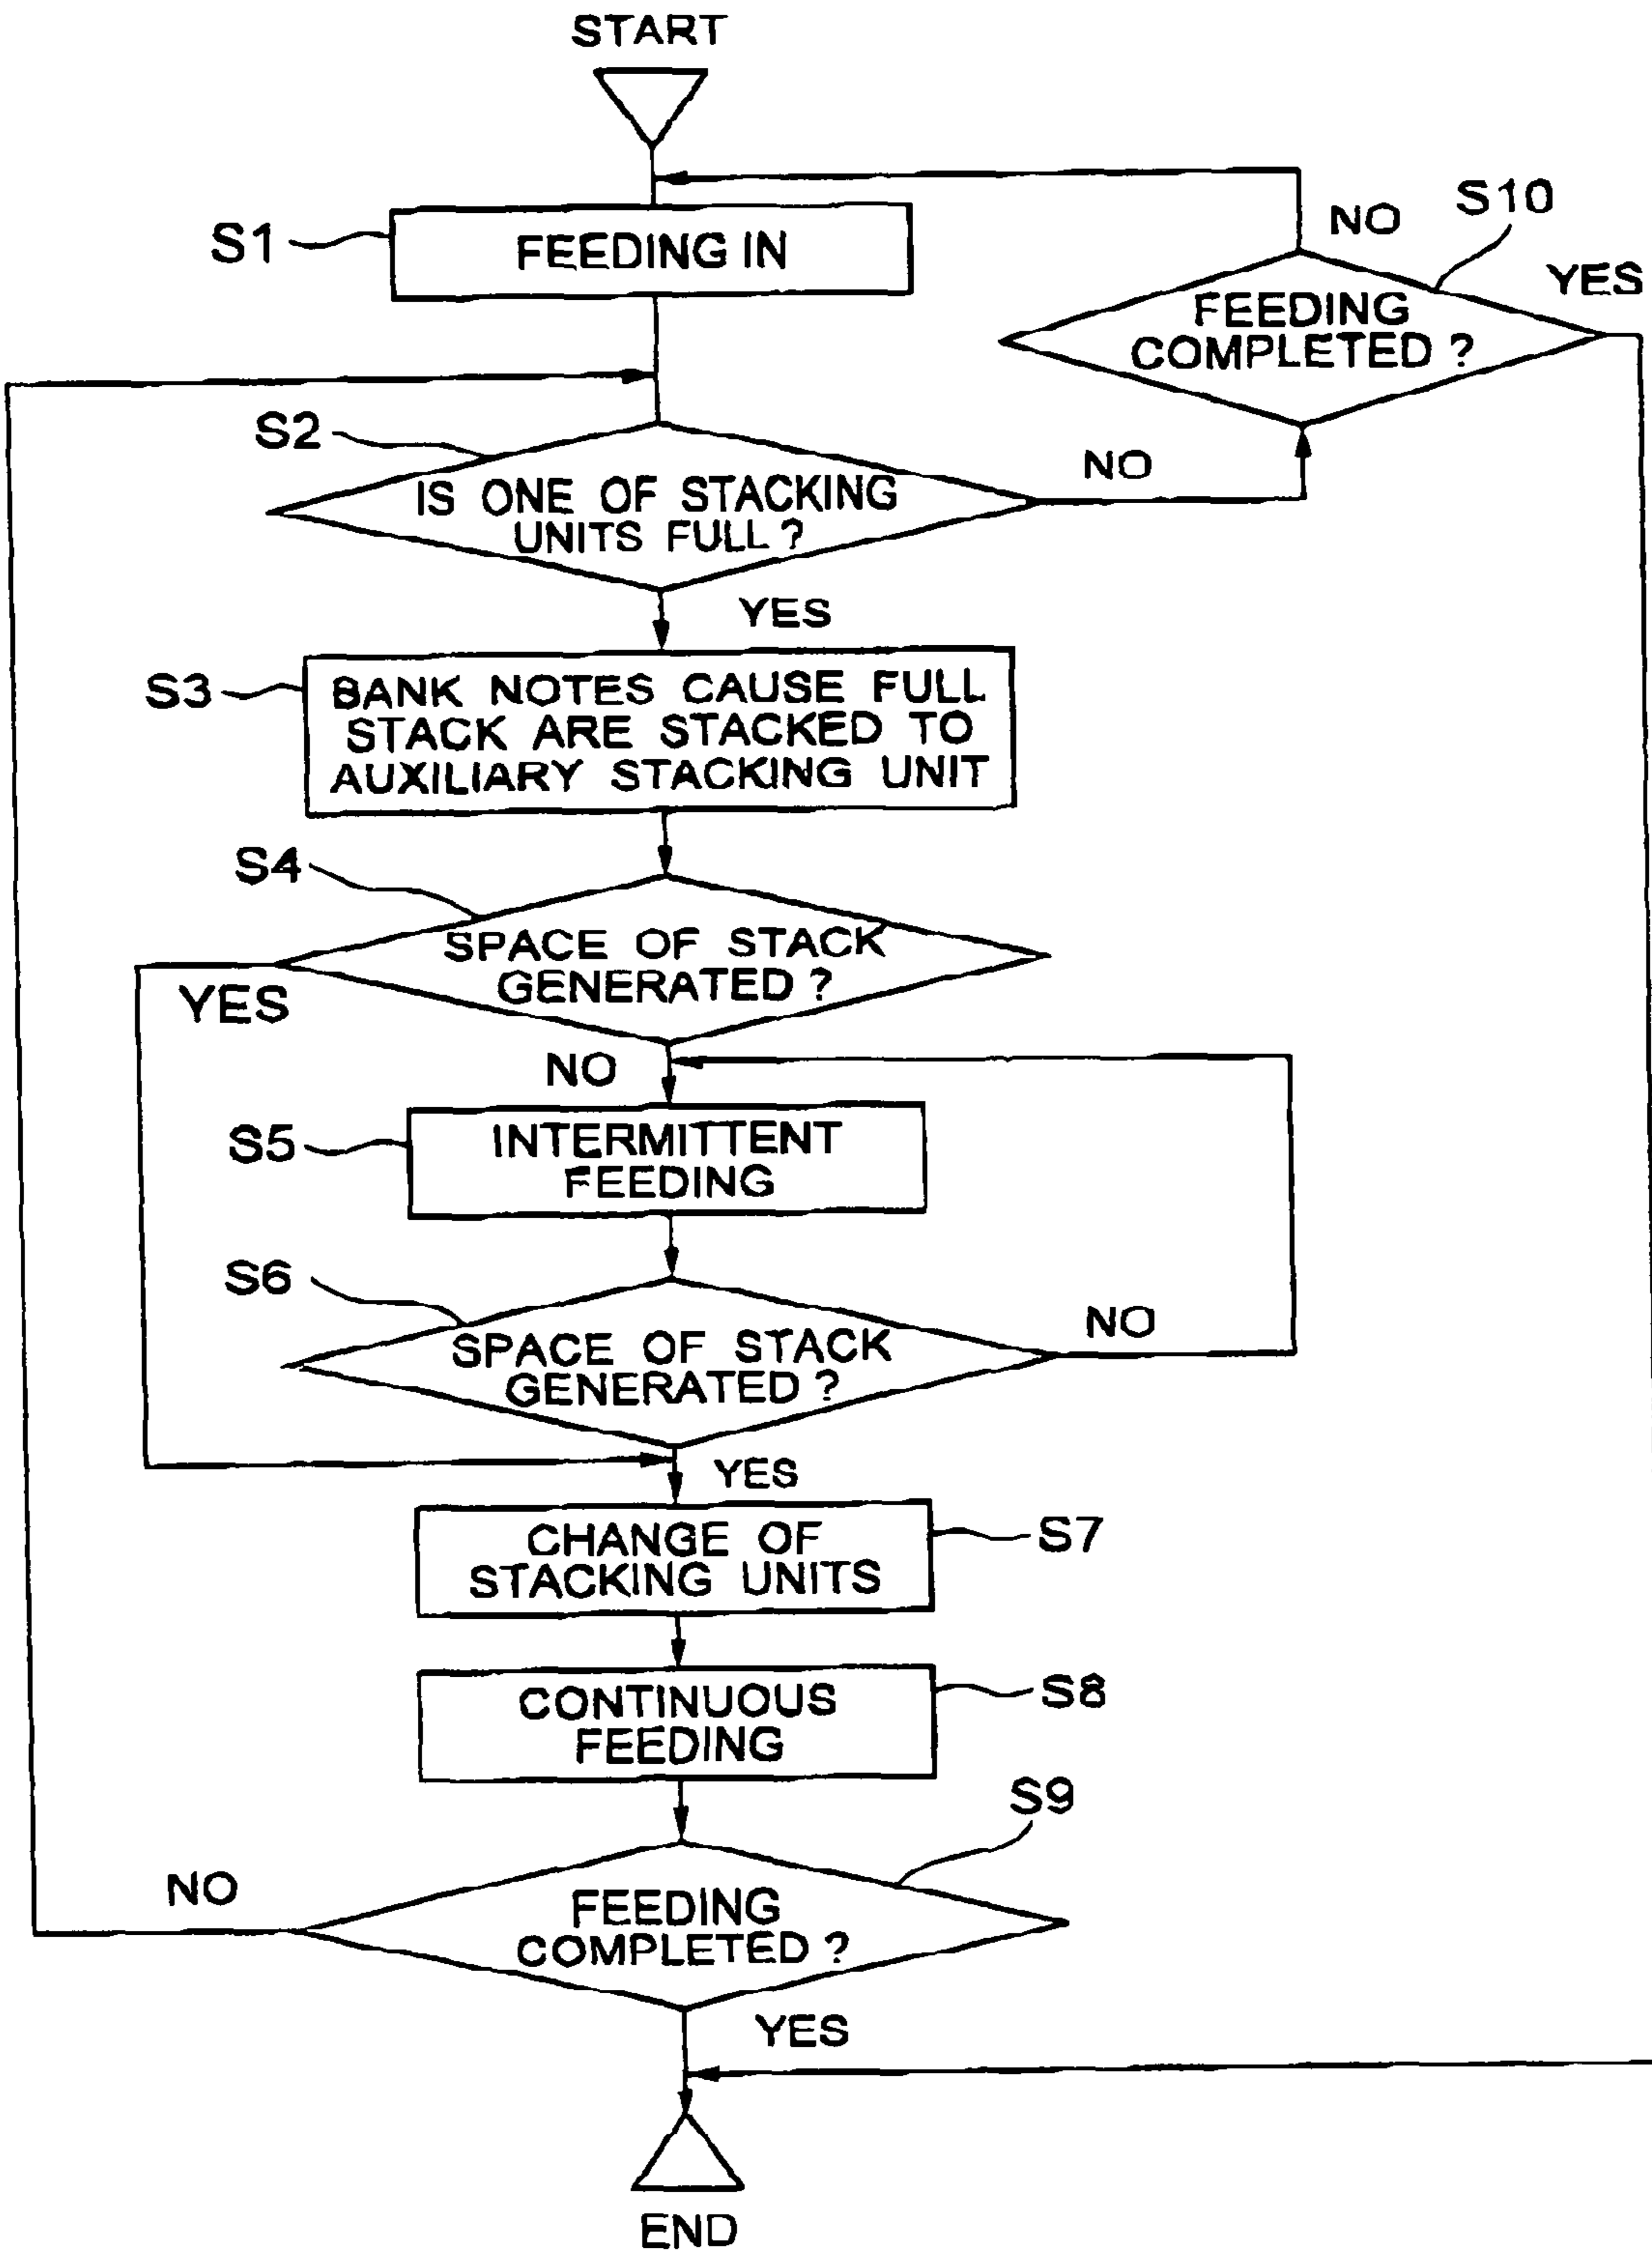 START
S1
FEEDING IN
NO
S10
YES
FEEDING
COMPLETED ?
S2
IS ONE OF STACKING
UNITS FULL ?
NO
YES
S3
BANK NOTES CAUSE FULL
STACK ARE STACKED TO
AUXILIARY STACKING UNIT
S4
SPACE OF STACK
GENERATED ?
YES
NO
S5
INTERMITTENT
FEEDING
S6
SPACE OF STACK
GENERATED ?
NO
YES
CHANGE OF
STACKING UNITS
S7
CONTINUOUS
FEEDING
S8
S9
NO
FEEDING
COMPLETED ?
YES
END